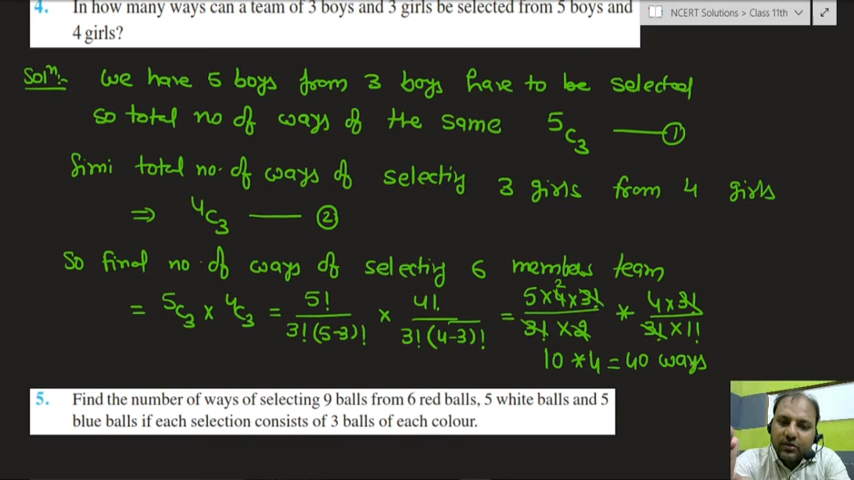 4. In how many ways can a team of 3 boys and 3 girls be selected from 5 boys and
4 girls?
NCERT Solutions > Class 11th
Solⁿ:- we have 5 boys from 3 boys have to be selected
so total no of ways of the same ⁵C₃ —— ①
Simi total no. of ways of selecting 3 girls from 4 girls
⇒ ⁴C₃ —— ②
So final no. of ways of selecting 6 members team
= ⁵C₃ × ⁴C₃ = 5!/3!(5-3)! × 4!/3!(4-3)! = 5×4×3!/3!×2 * 4×3!/3!×1!
2
10 * 4 = 40 ways
5. Find the number of ways of selecting 9 balls from 6 red balls, 5 white balls and 5
blue balls if each selection consists of 3 balls of each colour.